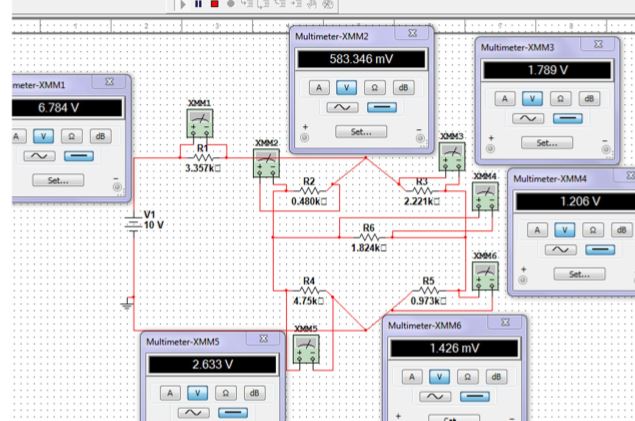 Multimeter-XMM2
583.346 mV
A V Ω dB
Set...
Multimeter-XMM3
1.789 V
A V Ω dB
Set...
meter-XMM1
6.784 V
A V Ω dB
Set...
Multimeter-XMM4
1.206 V
A V Ω dB
Set...
XMM1
R1
3.357k□
XMM2
R2
0.480k□
XMM3
R3
2.221k□
XMM4
R6
1.824k□
V1
10 V
R4
4.75k□
R5
0.973k□
XMM6
XMM5
Multimeter-XMM5
2.633 V
A V Ω dB
Multimeter-XMM6
1.426 mV
A V Ω dB